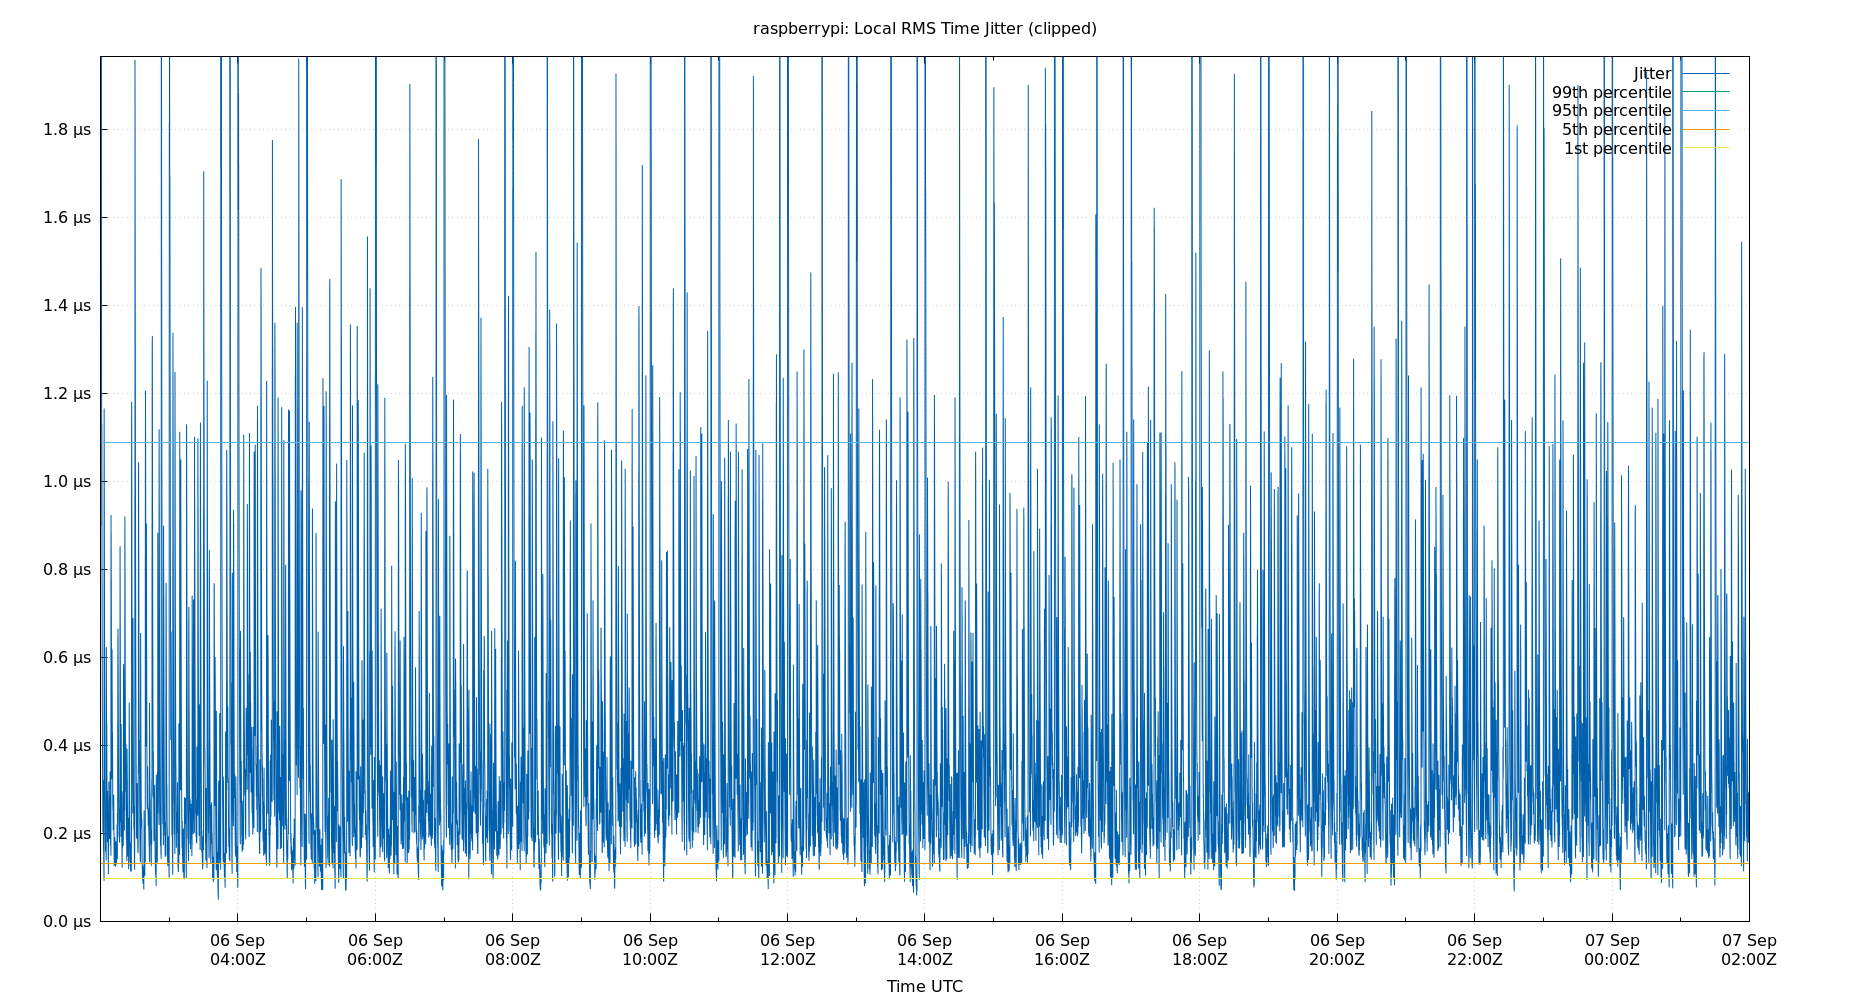 raspberrypi: Local RMS Time Jitter (clipped)
Jitter
99th percentile
95th percentile
5th percentile
1st percentile
1.8 µs
1.6 µs
1.4 µs
1.2 µs
1.0 µs
0.8 µs
0.6 µs
0.4 µs
0.2 µs
0.0 µs
06 Sep 06 Sep 06 Sep 06 Sep 06 Sep 06 Sep 06 Sep 06 Sep 06 Sep 06 Sep 07 Sep 07 Sep
04:00Z 06:00Z 08:00Z 10:00Z 12:00Z 14:00Z 16:00Z 18:00Z 20:00Z 22:00Z 00:00Z 02:00Z
Time UTC